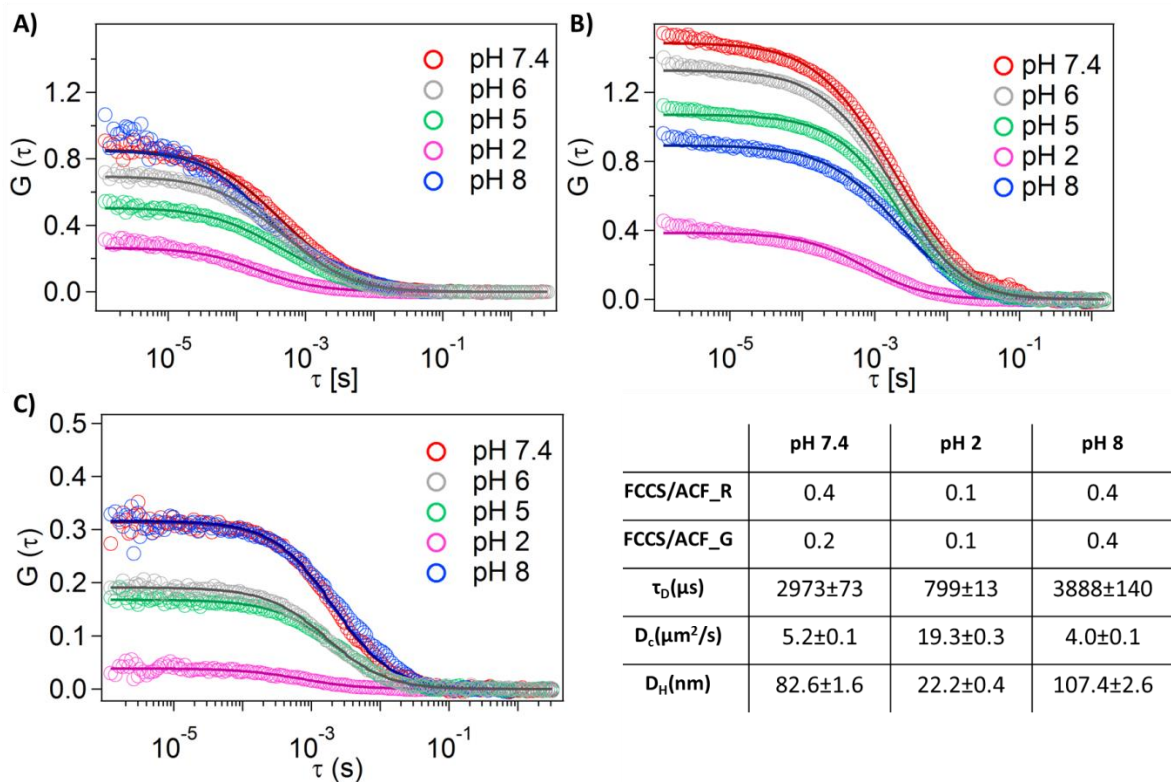 A)
G (τ)
1.2
0.8
0.4
0.0
pH 7.4
pH 6
pH 5
pH 2
pH 8
10-5
10-3
10-1
τ [s]
B)
G (τ)
1.2
0.8
0.4
0.0
pH 7.4
pH 6
pH 5
pH 2
pH 8
10-5
10-3
10-1
τ [s]
C)
G (τ)
0.5
0.4
0.3
0.2
0.1
0.0
pH 7.4
pH 6
pH 5
pH 2
pH 8
10-5
10-3
10-1
τ (s)
pH 7.4 pH 2 pH 8
FCCS/ACF_R 0.4 0.1 0.4
FCCS/ACF_G 0.2 0.1 0.4
τD(μs) 2973±73 799±13 3888±140
Dc(μm2/s) 5.2±0.1 19.3±0.3 4.0±0.1
DH(nm) 82.6±1.6 22.2±0.4 107.4±2.6